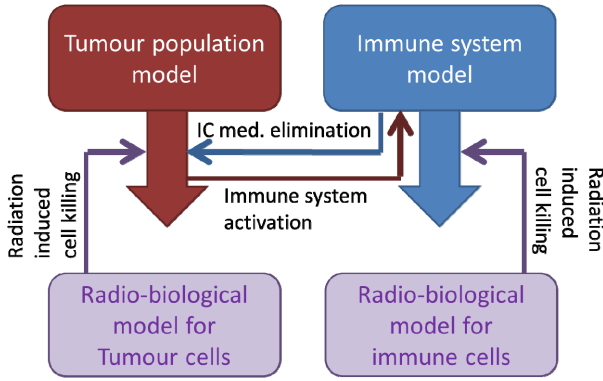 Tumour population
model
Immune system
model
IC med. elimination
Immune system
activation
Radiation
induced
cell killing
Radiation
induced
cell killing
Radio-biological
model for
Tumour cells
Radio-biological
model for
immune cells